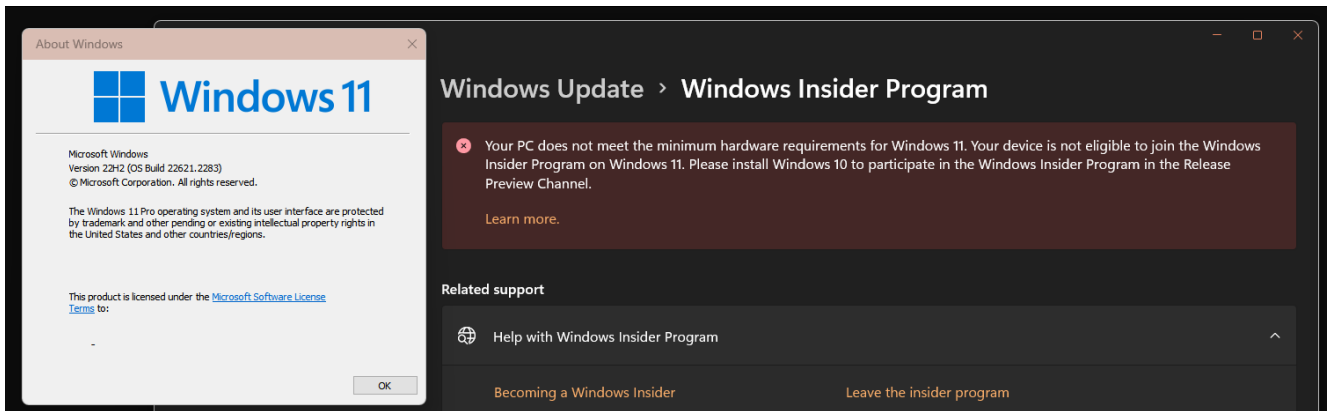 About Windows
Windows 11
Microsoft Windows
Version 22H2 (OS Build 22621.2283)
© Microsoft Corporation. All rights reserved.
The Windows 11 Pro operating system and its user interface are protected
by trademark and other pending or existing intellectual property rights in
the United States and other countries/regions.
This product is licensed under the Microsoft Software License
Terms to:
-
OK
Windows Update > Windows Insider Program
Your PC does not meet the minimum hardware requirements for Windows 11. Your device is not eligible to join the Windows
Insider Program on Windows 11. Please install Windows 10 to participate in the Windows Insider Program in the Release
Preview Channel.
Learn more.
Related support
Help with Windows Insider Program
Becoming a Windows Insider
Leave the insider program